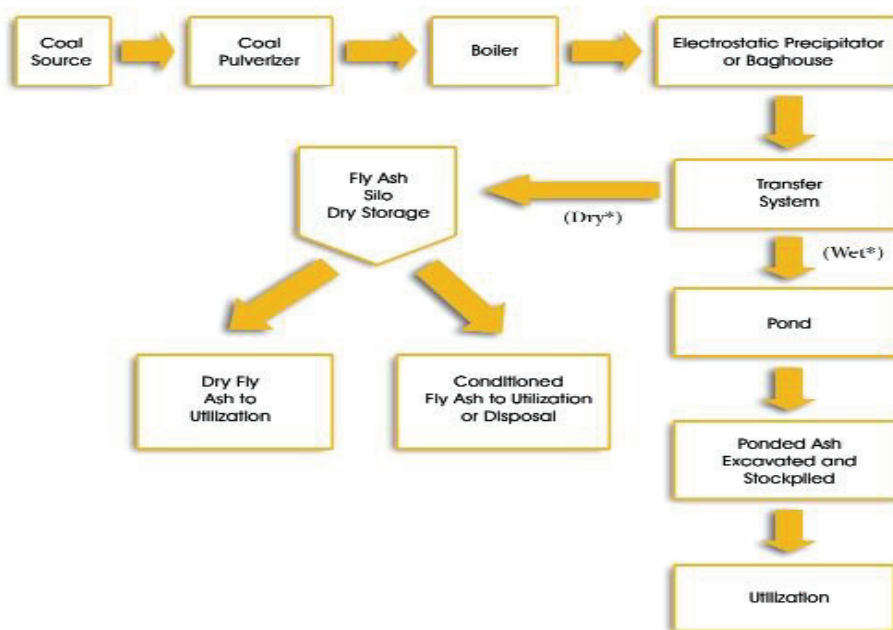 Coal
Source
Coal
Pulverizer
Boiler
Electrostatic Precipitator
or Baghouse
Fly Ash
Silo
Dry Storage
(Dry*)
Transfer
System
(Wet*)
Pond
Dry Fly
Ash to
Utilization
Conditioned
Fly Ash to Utilization
or Disposal
Ponded Ash
Excavated and
Stockpiled
Utilization